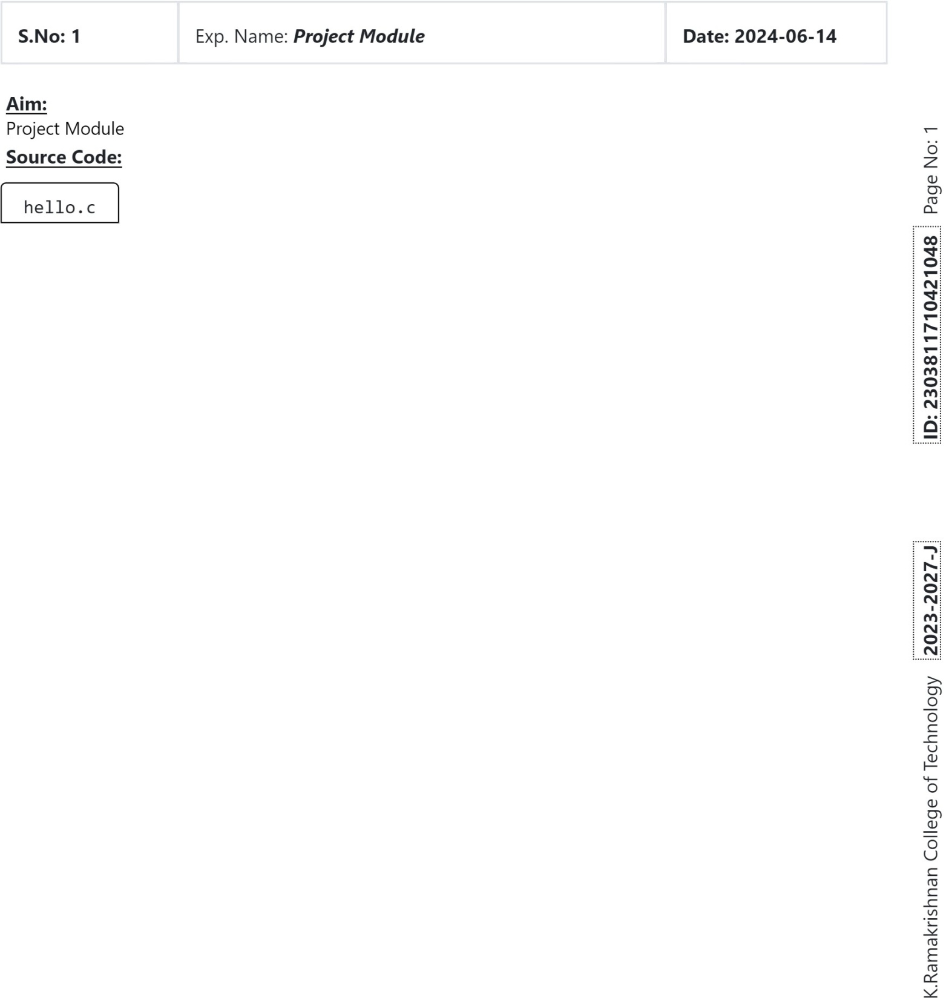 S.No: 1
Exp. Name: Project Module
Date: 2024-06-14
Aim:
Project Module
Source Code:
hello.c
Page No: 1
ID: 2303811710421048
2023-2027-J
K.Ramakrishnan College of Technology